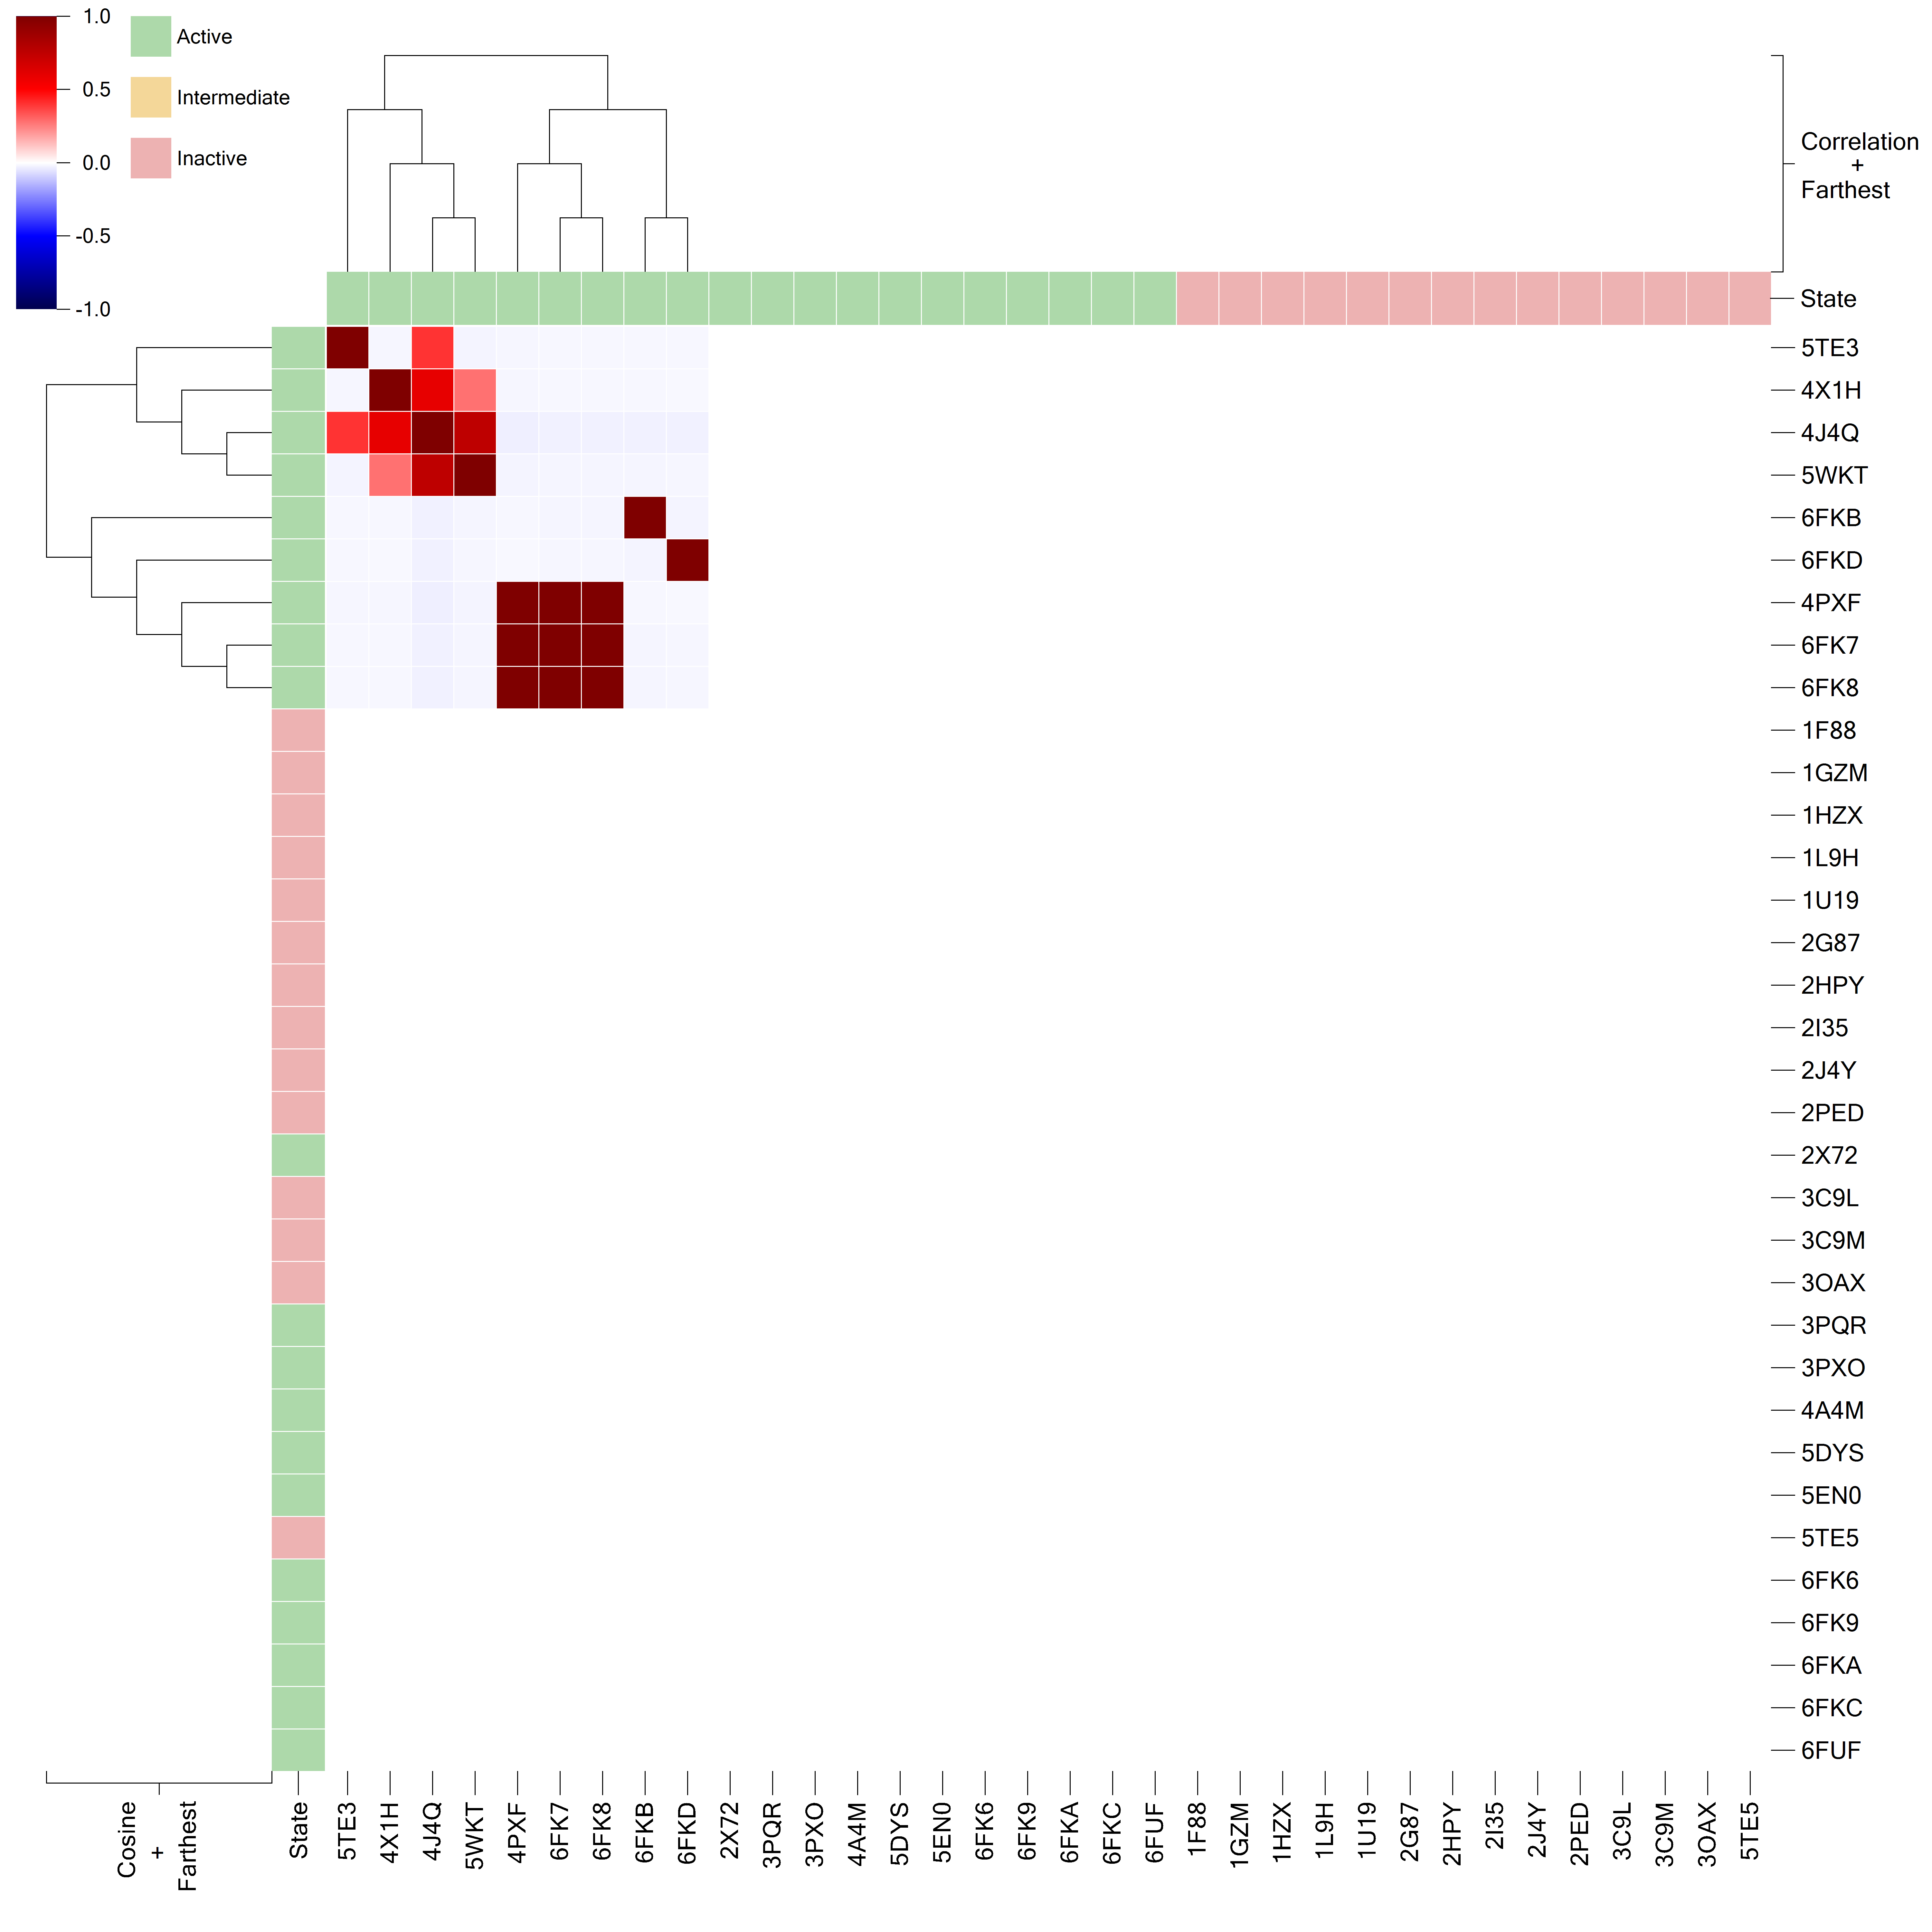 1.0
0.5
0.0
-0.5
-1.0
Active
Intermediate
Inactive
Correlation
+
Farthest
State
5TE3
4X1H
4J4Q
5WKT
6FKB
6FKD
4PXF
6FK7
6FK8
1F88
1GZM
1HZX
1L9H
1U19
2G87
2HPY
2I35
2J4Y
2PED
2X72
3C9L
3C9M
3OAX
3PQR
3PXO
4A4M
5DYS
5EN0
5TE5
6FK6
6FK9
6FKA
6FKC
6FUF
Cosine
+
Farthest
State
5TE3
4X1H
4J4Q
5WKT
4PXF
6FK7
6FK8
6FKB
6FKD
2X72
3PQR
3PXO
4A4M
5DYS
5EN0
6FK6
6FK9
6FKA
6FKC
6FUF
1F88
1GZM
1HZX
1L9H
1U19
2G87
2HPY
2I35
2J4Y
2PED
3C9L
3C9M
3OAX
5TE5